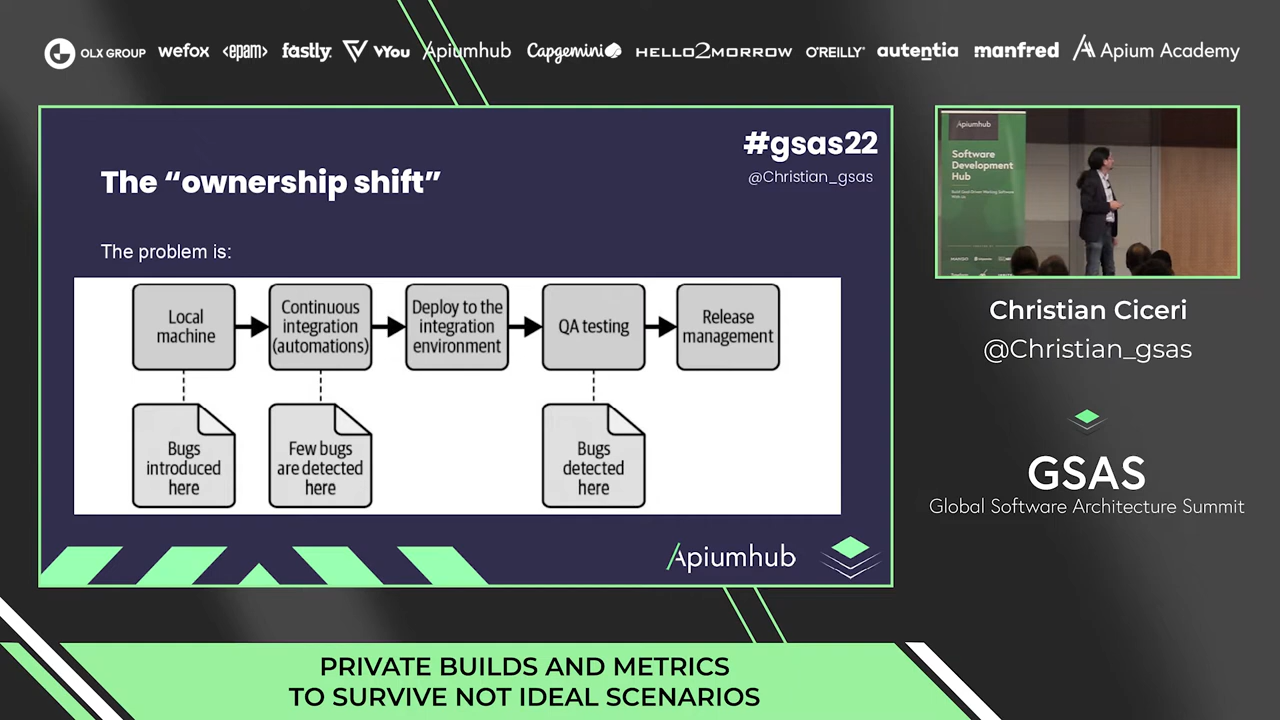 OLX GROUP wefox <epam> fastly. VYou Apiumhub Capgemini HELLO2MORROW O'REILLY autentia manfred Apium Academy
#gsas22
@Christian_gsas
The “ownership shift”
The problem is:
Local
machine
Continuous
integration
(automations)
Deploy to the
integration
environment
QA testing
Release
management
Bugs
introduced
here
Few bugs
are detected
here
Bugs
detected
here
Apiumhub
Apiumhub
Software
Development
Hub
Christian Ciceri
@Christian_gsas
GSAS
Global Software Architecture Summit
PRIVATE BUILDS AND METRICS
TO SURVIVE NOT IDEAL SCENARIOS